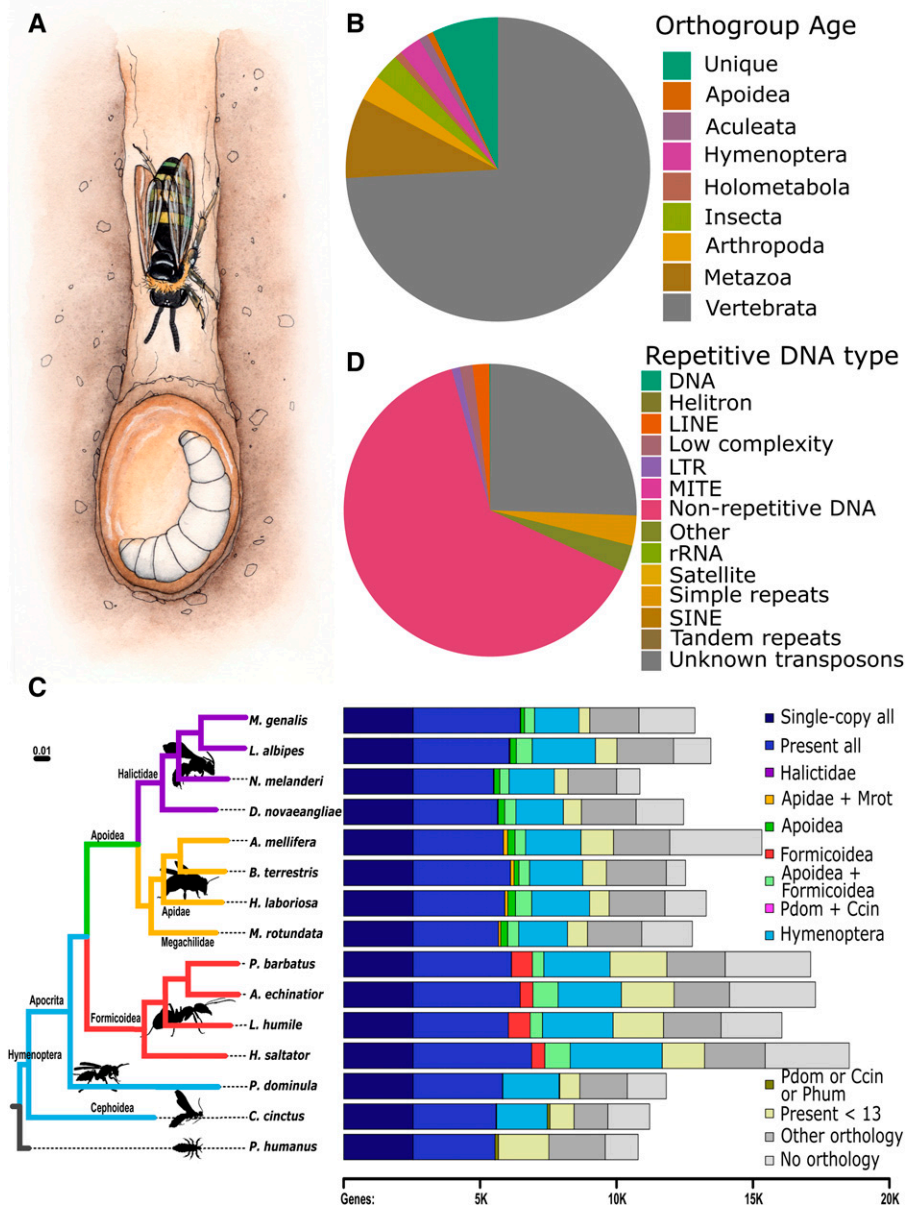 A
B
Orthogroup Age
Unique
Apoidea
Aculeata
Hymenoptera
Holometabola
Insecta
Arthropoda
Metazoa
Vertebrata
D
Repetitive DNA type
DNA
Helitron
LINE
Low complexity
LTR
MITE
Non-repetitive DNA
Other
rRNA
Satellite
Simple repeats
SINE
Tandem repeats
Unknown transposons
C
0.01
Halictidae
Apoidea
Apidae
Megachilidae
Apocrita
Formicoidea
Hymenoptera
Cephoidea
M. genalis
L. albipes
N. melanderi
D. novaeangliae
A. mellifera
B. terrestris
H. laboriosa
M. rotundata
P. barbatus
A. echinatior
L. humile
H. saltator
P. dominula
C. cinctus
P. humanus
Single-copy all
Present all
Halictidae
Apidae + Mrot
Apoidea
Formicoidea
Apoidea +
Formicoidea
Pdom + Ccin
Hymenoptera
Pdom or Ccin
or Phum
Present < 13
Other orthology
No orthology
Genes:
5K
10K
15K
20K